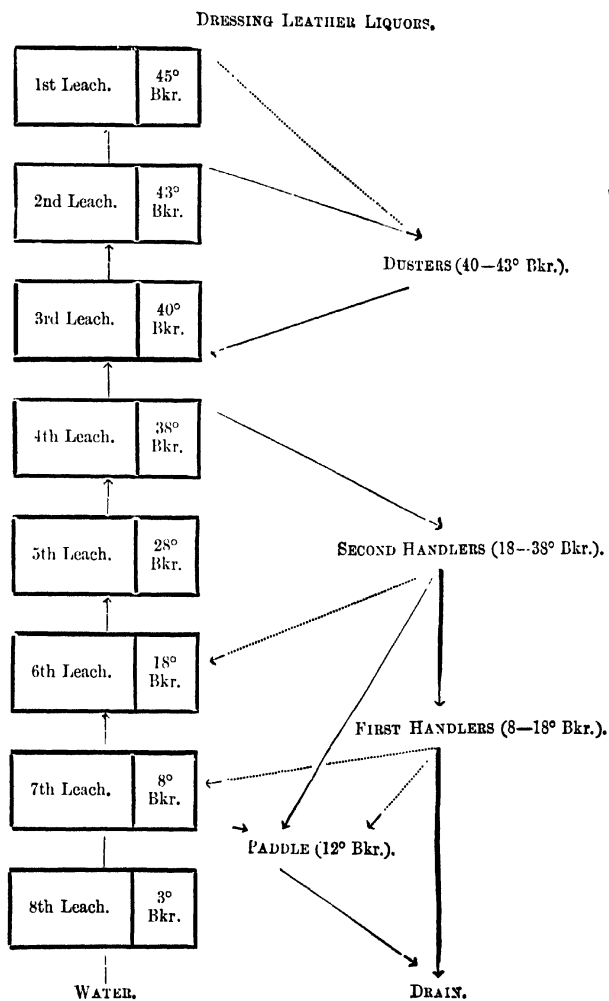 DRESSING LEATHER LIQUORS.
1st Leach.
45°
Bkr.
2nd Leach.
43°
Bkr.
DUSTERS (40—43° Bkr.).
3rd Leach.
40°
Bkr.
4th Leach.
38°
Bkr.
5th Leach.
28°
Bkr.
SECOND HANDLERS (18--38° Bkr.).
6th Leach.
18°
Bkr.
FIRST HANDLERS (8—18° Bkr.).
7th Leach.
8°
Bkr.
PADDLE (12° Bkr.).
8th Leach.
3°
Bkr.
WATER.
DRAIN.